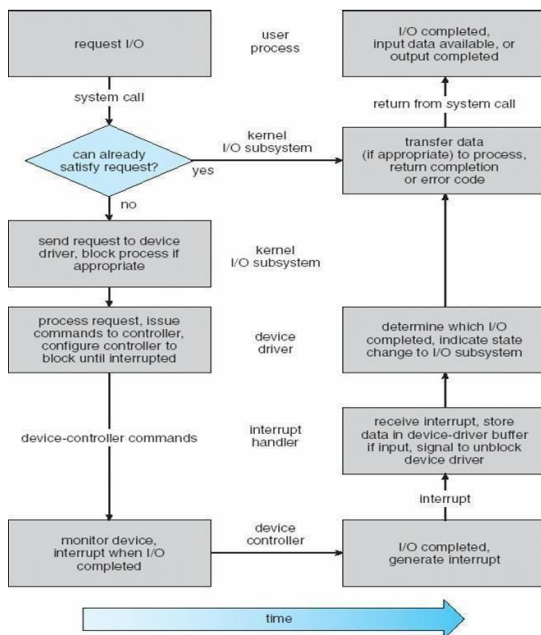 request I/O
user
process
I/O completed,
input data available, or
output completed
system call
return from system call
can already
satisfy request?
yes
no
kernel
I/O subsystem
transfer data
(if appropriate) to process,
return completion
or error code
send request to device
driver, block process if
appropriate
kernel
I/O subsystem
process request, issue
commands to controller,
configure controller to
block until interrupted
device
driver
determine which I/O
completed, indicate state
change to I/O subsystem
device-controller commands
interrupt
handler
receive interrupt, store
data in device-driver buffer
if input, signal to unblock
device driver
interrupt
monitor device,
interrupt when I/O
completed
device
controller
I/O completed,
generate interrupt
time